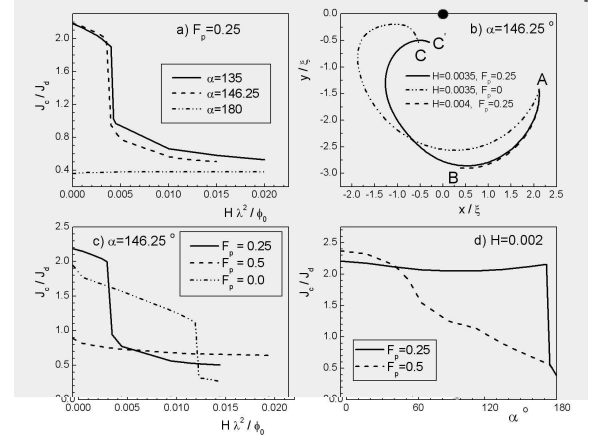 a) F_p=0.25
J_c / J_d
2.0
1.6
1.2
0.8
0.4
α=135
α=146.25
α=180
0.000 0.005 0.010 0.015 0.020
H λ² / ϕ₀
b) α=146.25 °
y / ξ
0.0
-0.5
-1.0
-1.5
-2.0
-2.5
-3.0
C C'
A
B
H=0.0035, F_p=0.25
H=0.0035, F_p=0
H=0.004, F_p=0.25
-2.0 -1.5 -1.0 -0.5 0.0 0.5 1.0 1.5 2.0 2.5
x / ξ
c) α=146.25 °
J_c / J_d
2.5
2.0
1.5
1.0
0.5
F_p = 0.25
F_p = 0.5
F_p = 0.0
0.000 0.005 0.010 0.015 0.020
H λ² / ϕ₀
d) H=0.002
J_c / J_d
2.5
2.0
1.5
1.0
0.5
F_p=0.25
F_p=0.5
0 60 120 180
α °